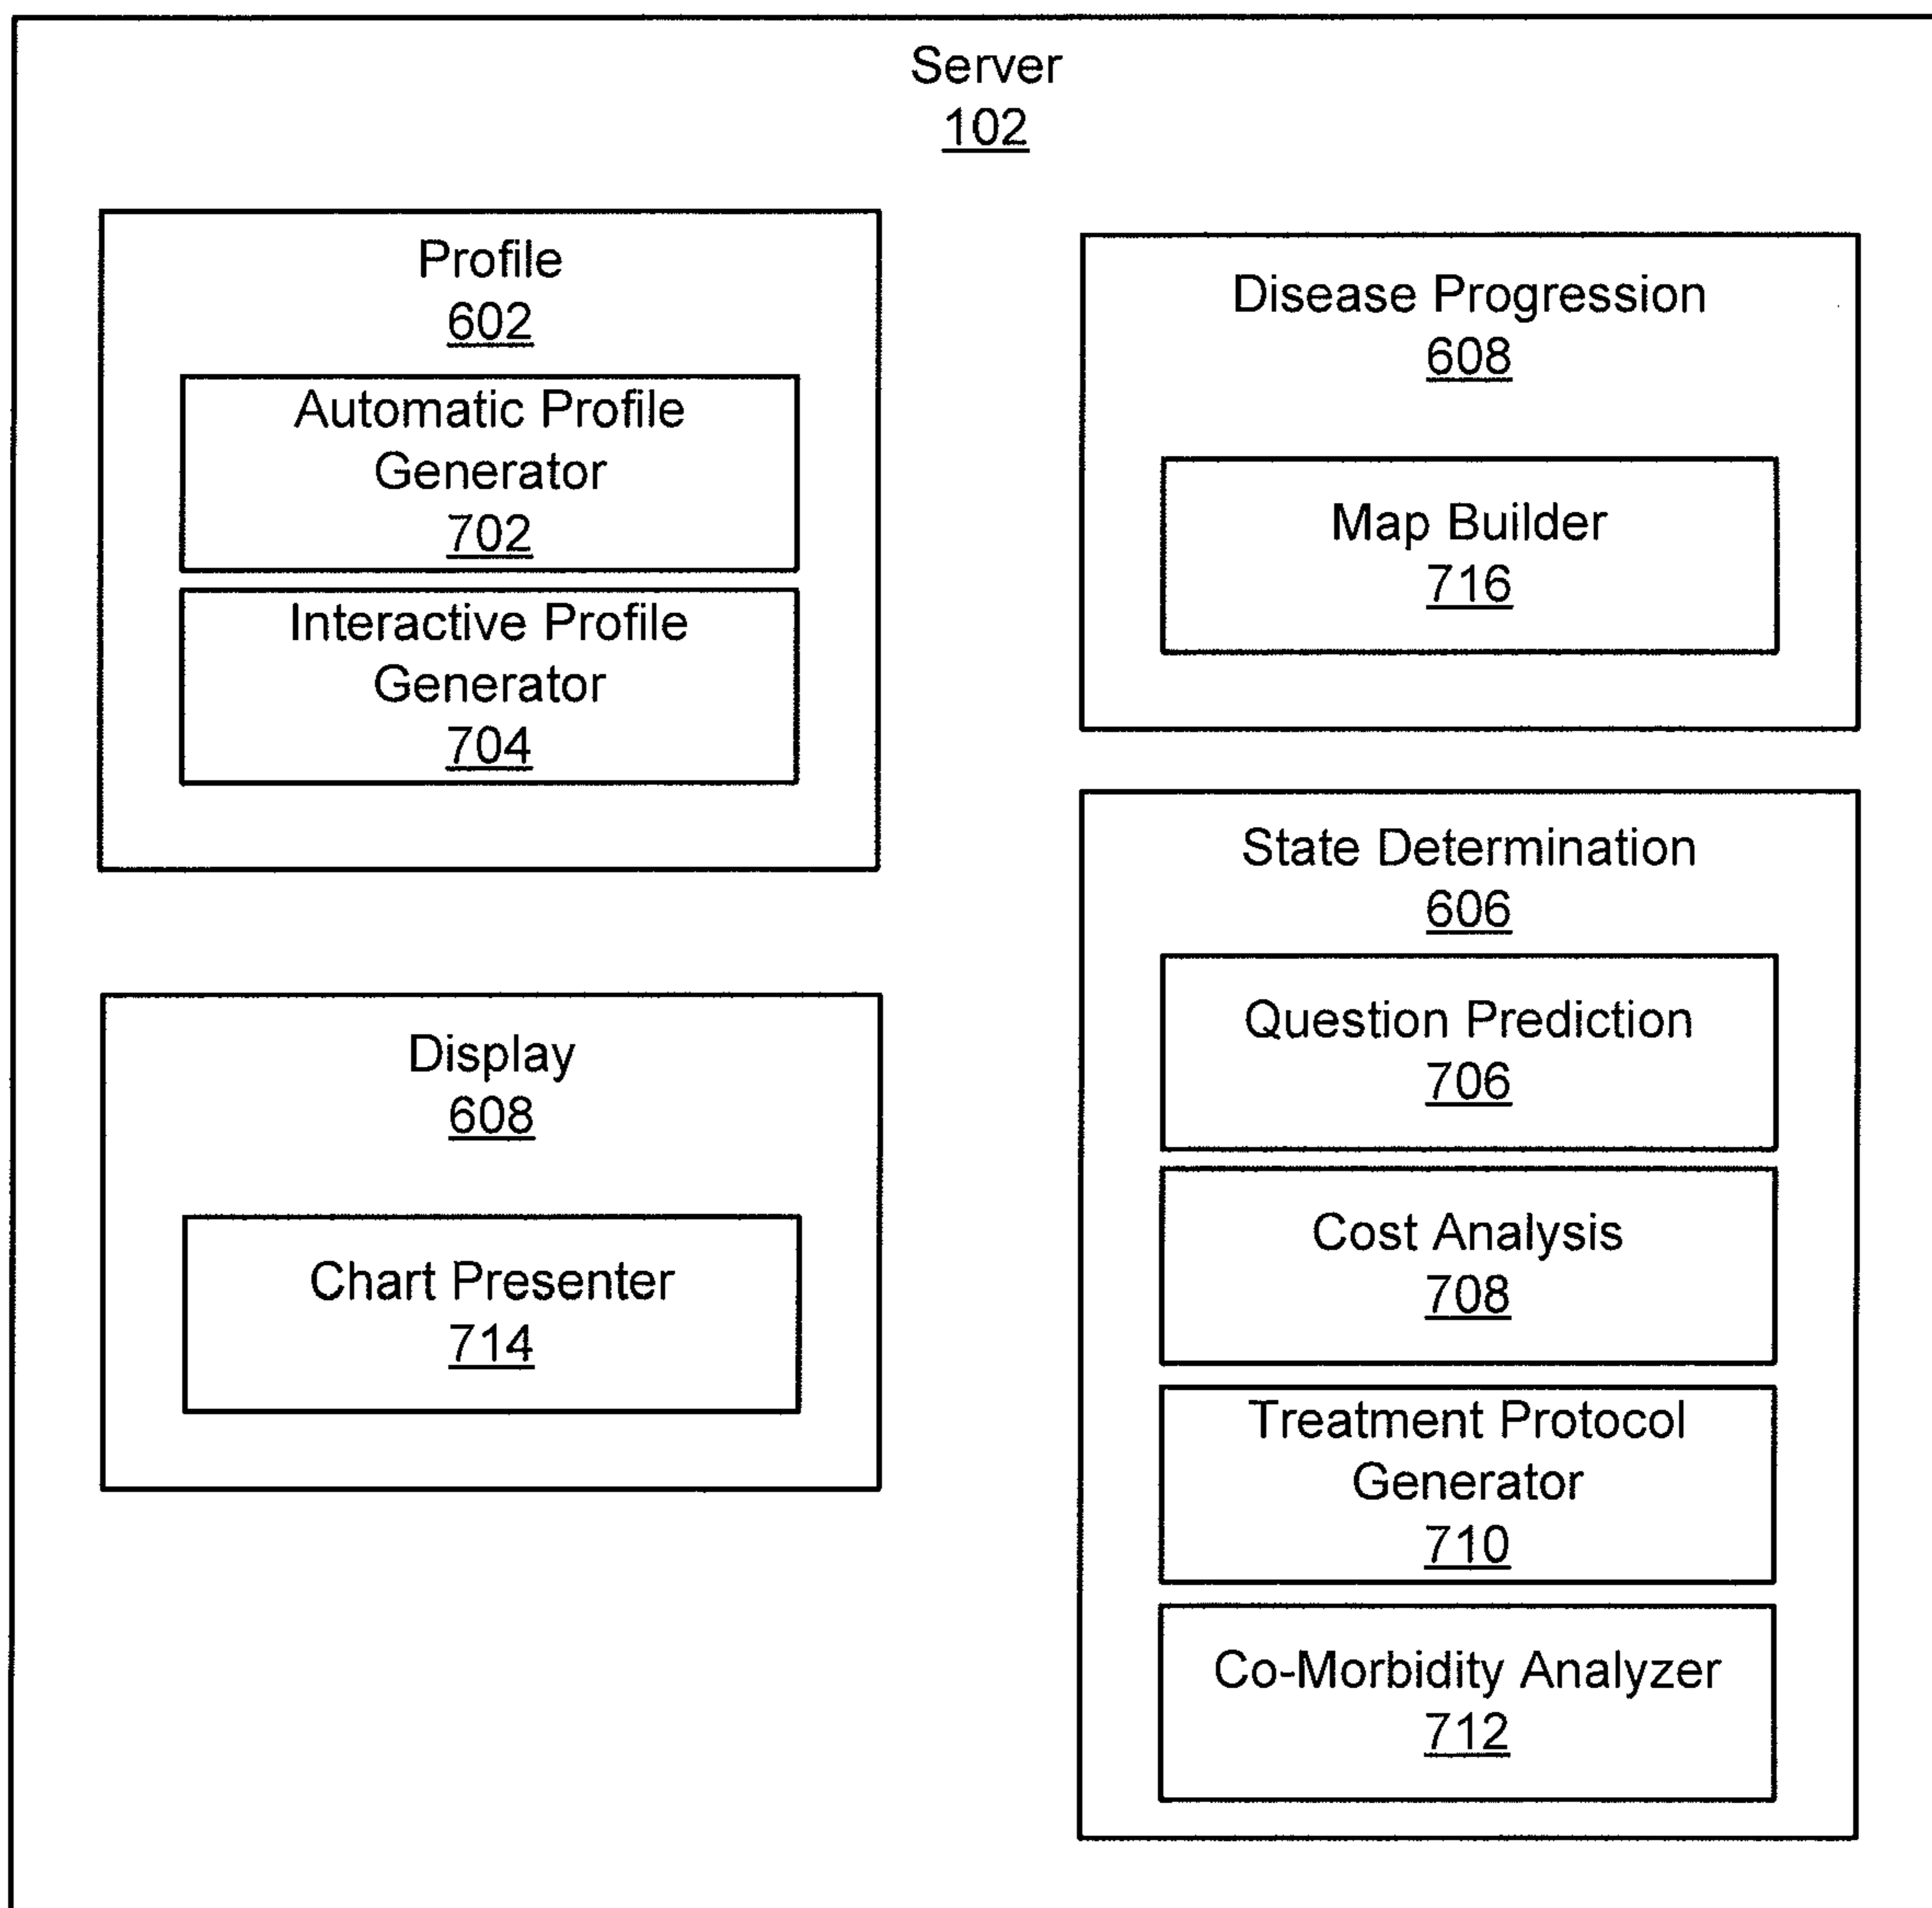 Server
102
Profile
602
Automatic Profile
Generator
702
Interactive Profile
Generator
704
Display
608
Chart Presenter
714
Disease Progression
608
Map Builder
716
State Determination
606
Question Prediction
706
Cost Analysis
708
Treatment Protocol
Generator
710
Co-Morbidity Analyzer
712